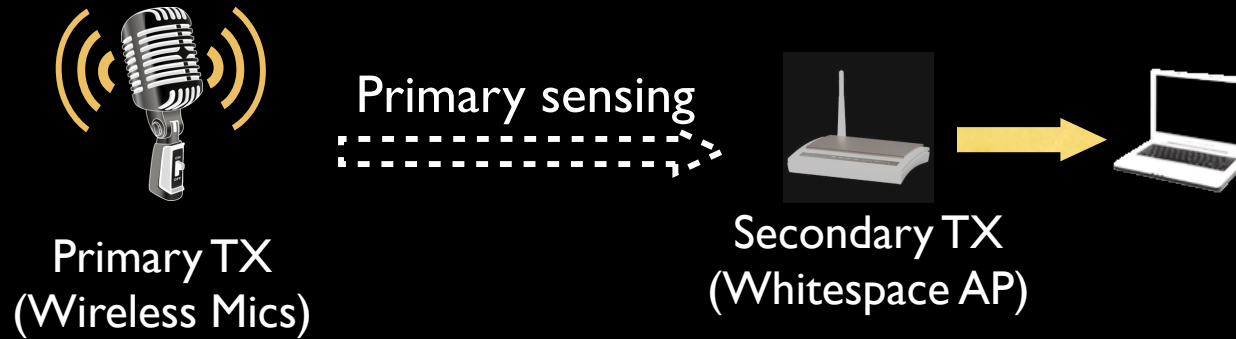 Primary sensing
Primary TX
(Wireless Mics)
Secondary TX
(Whitespace AP)